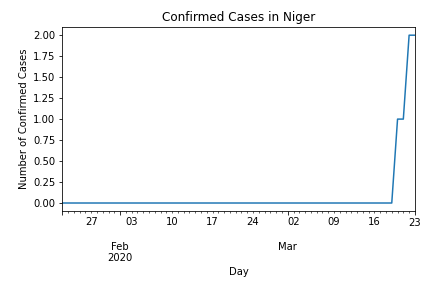 Confirmed Cases in Niger
Number of Confirmed Cases
2.00
1.75
1.50
1.25
1.00
0.75
0.50
0.25
0.00
27 03 10 17 24 02 09 16 23
Feb Mar
2020
Day